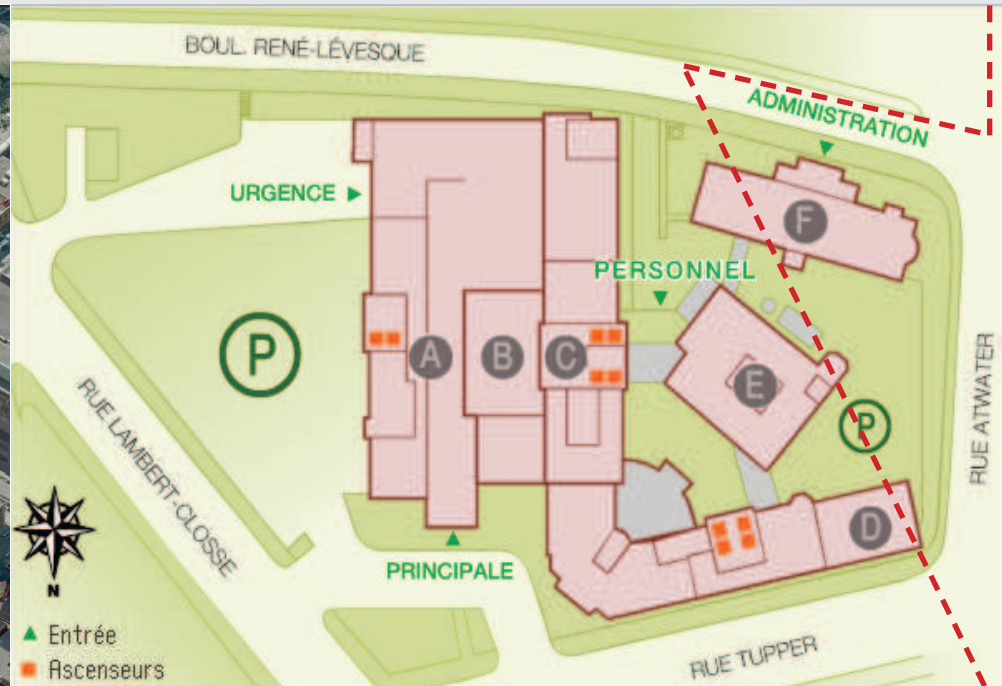 BOUL. RENÉ-LÉVESQUE
ADMINISTRATION
URGENCE
F
PERSONNEL
P
A
B
C
E
P
RUE ATWATER
RUE LAMBERT-CLOSSE
D
N
PRINCIPALE
Entrée
Ascenseurs
RUE TUPPER